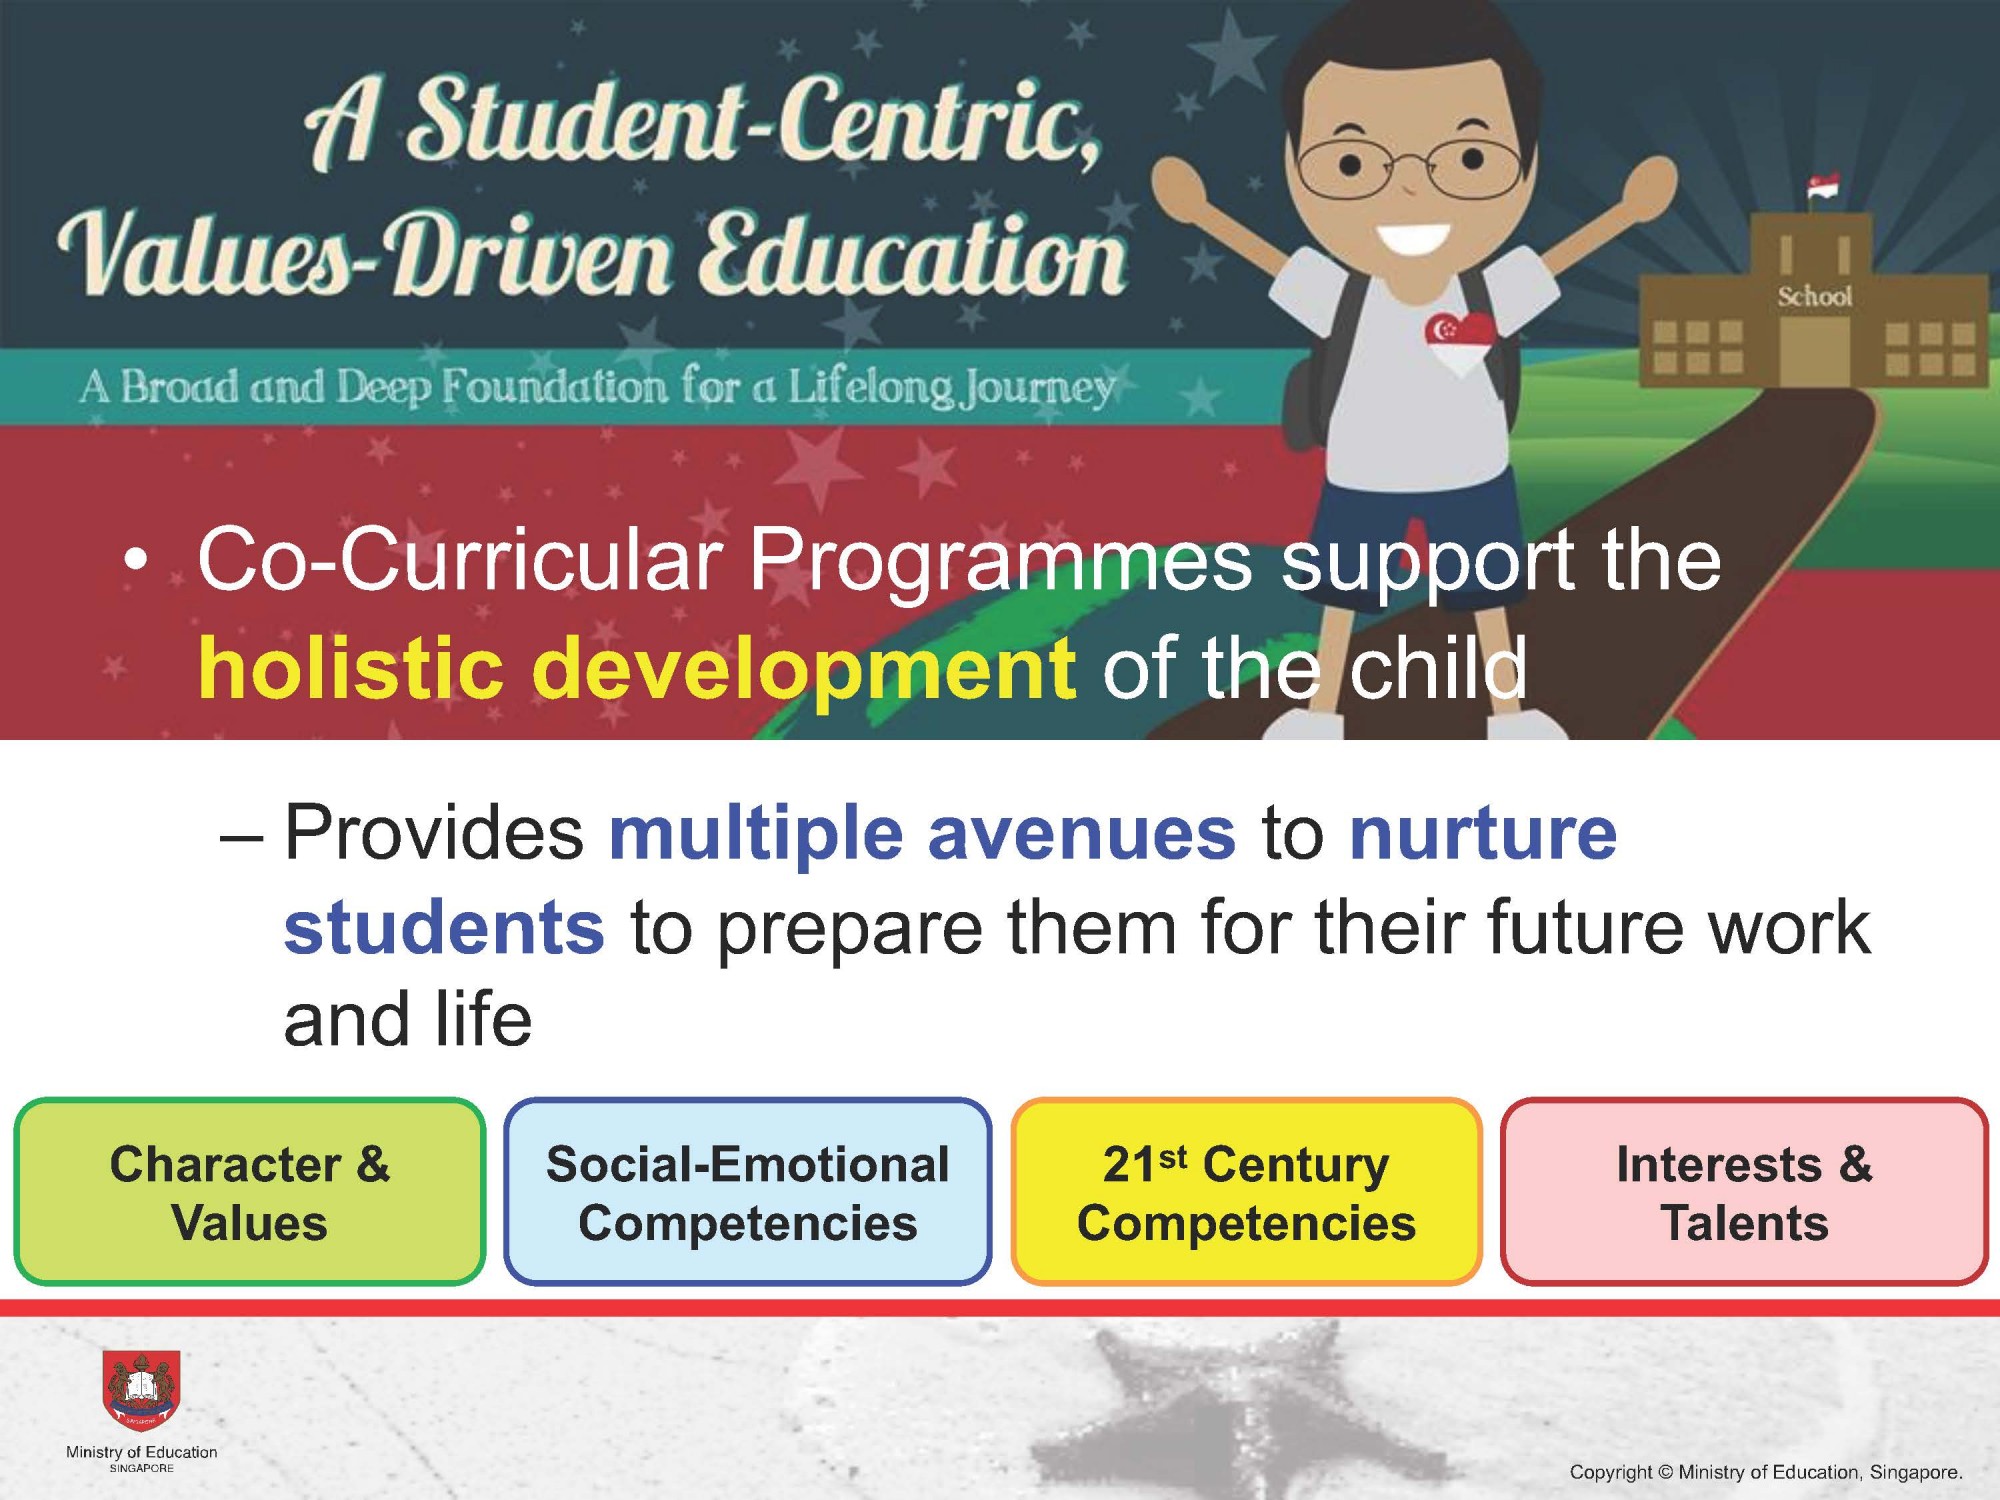 A Student-Centric,
Values-Driven Education
School
A Broad and Deep Foundation for a Lifelong Journey
• Co-Curricular Programmes support the
holistic development of the child
– Provides multiple avenues to nurture
students to prepare them for their future work
and life
Character &
Values
Social-Emotional
Competencies
21st Century
Competencies
Interests &
Talents
SINGAPORE
Ministry of Education
SINGAPORE
Copyright © Ministry of Education, Singapore.